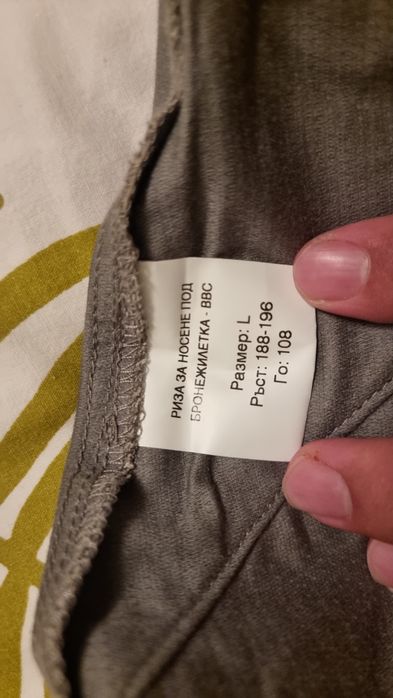 РИЗА ЗА НОСЕНЕ ПОД
БРОНЕЖИЛЕТКА - ВВС
Размер: L
Ръст: 188-196
Го: 108